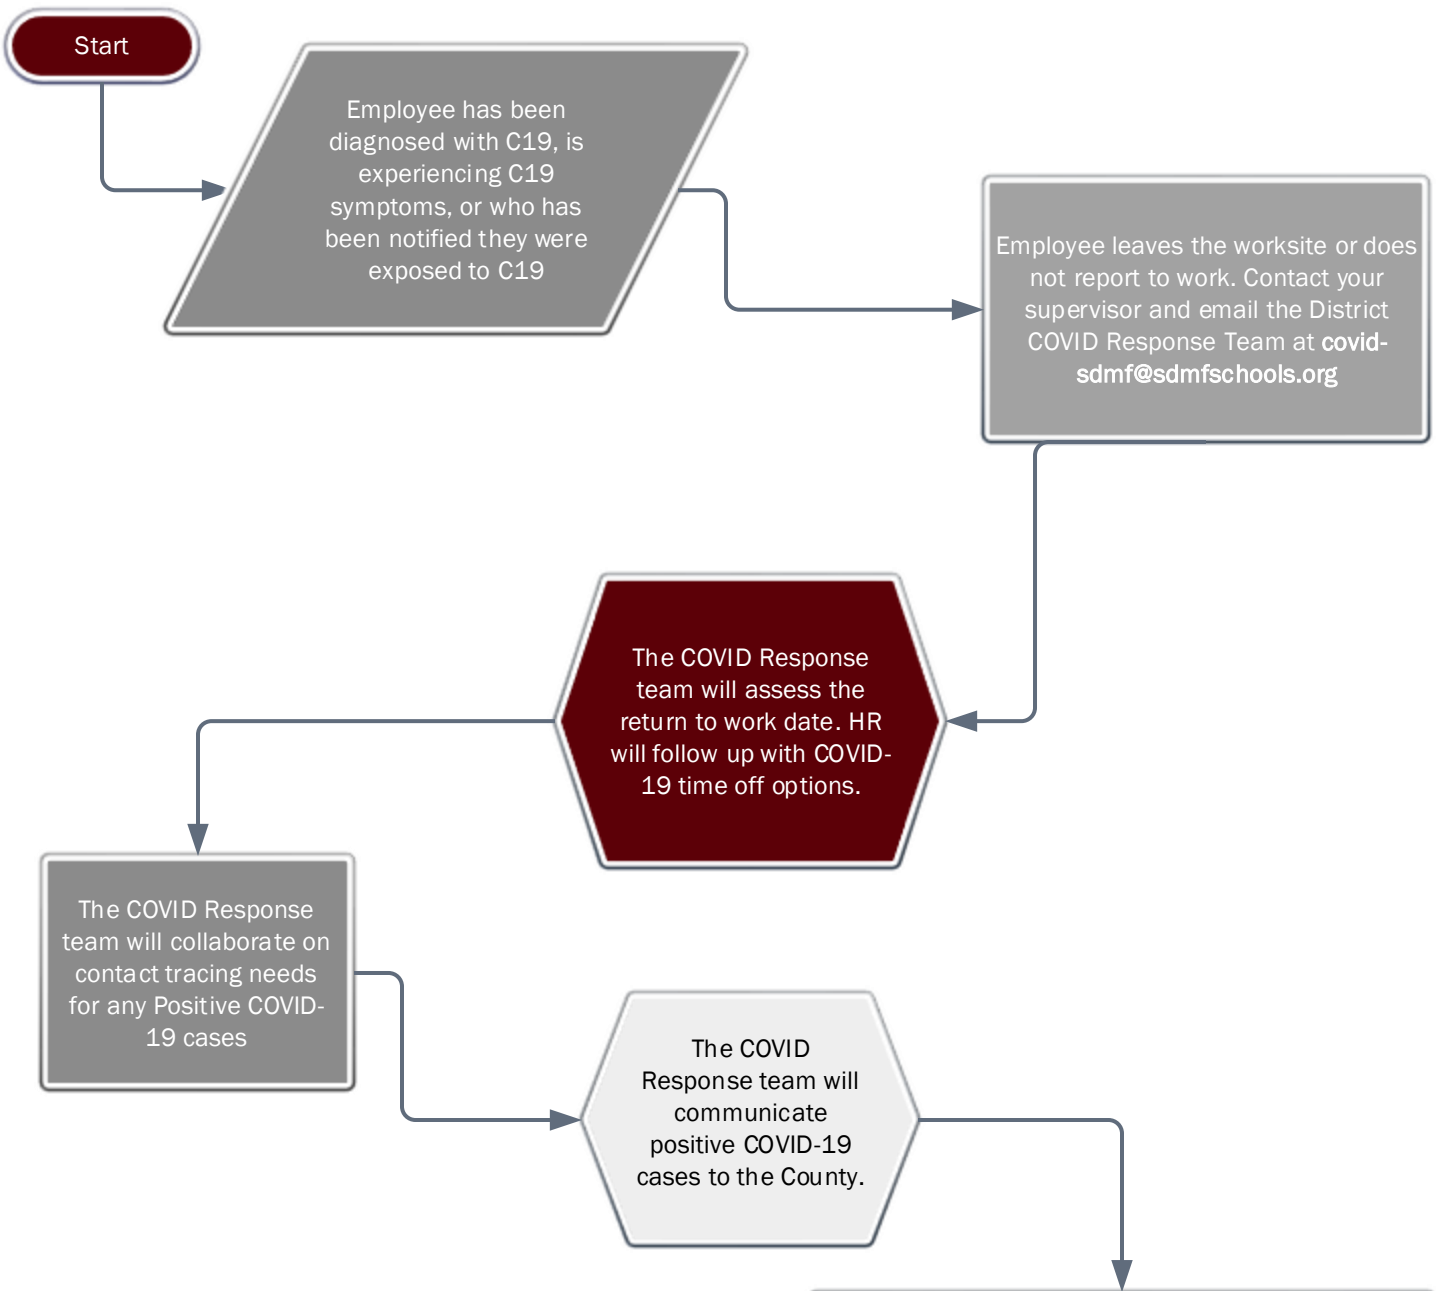 Start
Employee has been
diagnosed with C19, is
experiencing C19
symptoms, or who has
been notified they were
exposed to C19
Employee leaves the worksite or does
not report to work. Contact your
supervisor and email the District
COVID Response Team at covid-
sdmf@sdmfschools.org
The COVID Response
team will assess the
return to work date. HR
will follow up with COVID-
19 time off options.
The COVID Response
team will collaborate on
contact tracing needs
for any Positive COVID-
19 cases
The COVID
Response team will
communicate
positive COVID-19
cases to the County.